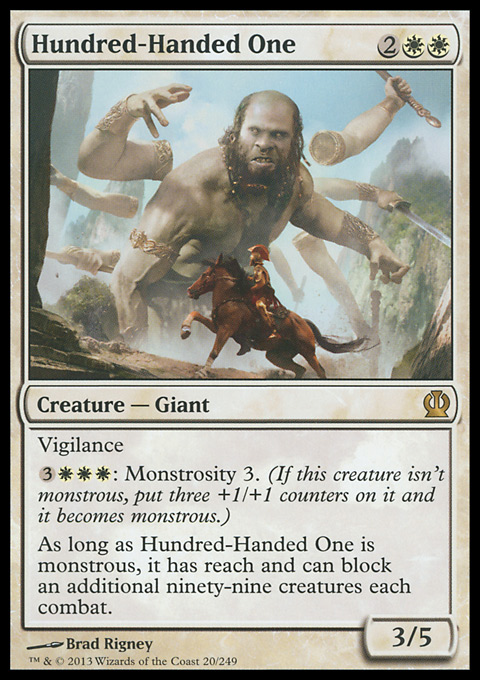 Hundred-Handed One 2
Creature — Giant
Vigilance
3: Monstrosity 3. (If this creature isn't
monstrous, put three +1/+1 counters on it and
it becomes monstrous.)
As long as Hundred-Handed One is
monstrous, it has reach and can block
an additional ninety-nine creatures each
combat.
Brad Rigney
3/5
™ & © 2013 Wizards of the Coast 20/249